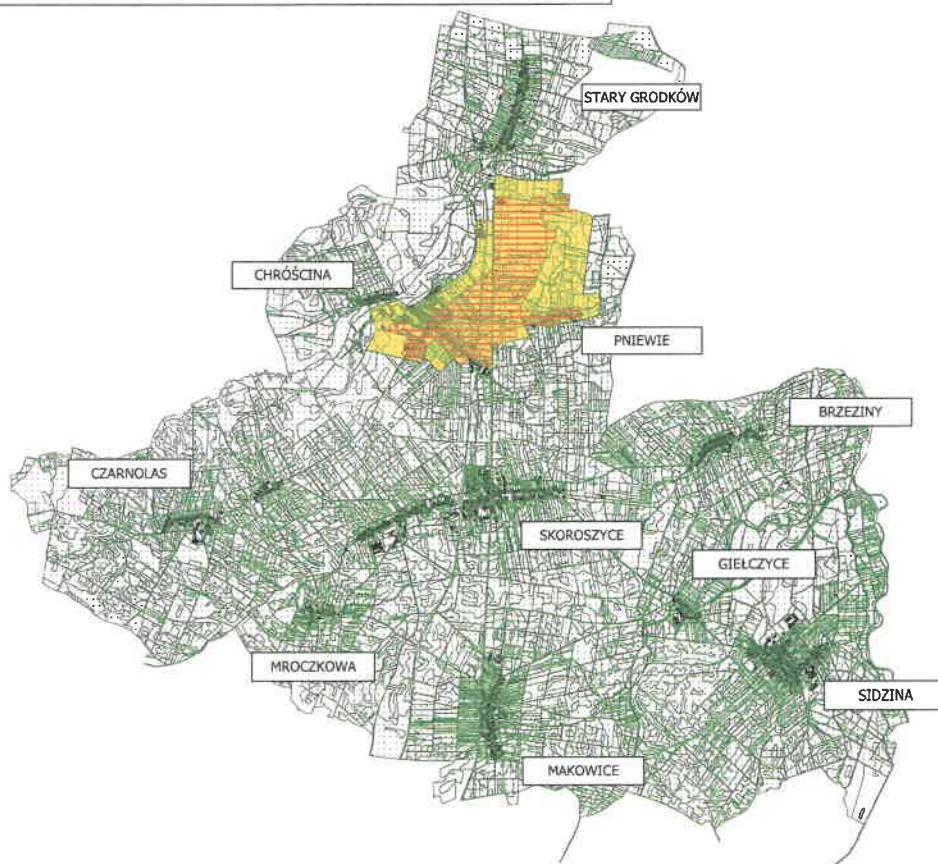 STARY GRODKÓW
CHRÓŚCINA
PNIEWIE
BRZEZINY
CZARNOLAS
SKOROSZYCE
GIEŁCZYCE
MROCZKOWA
SIDZINA
MAKOWICE